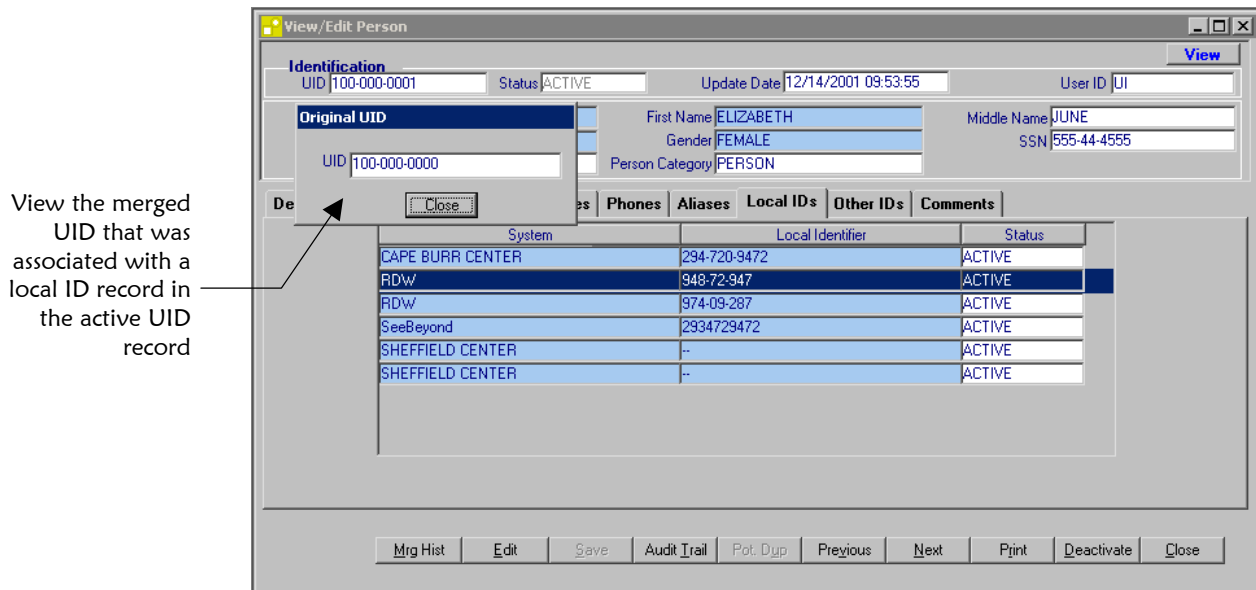 View/Edit Person
View
Identification
UID 100-000-0001 Status ACTIVE Update Date 12/14/2001 09:53:55 User ID UI
Original UID
UID 100-000-0000
Close
First Name ELIZABETH Middle Name JUNE
Gender FEMALE SSN 555-44-4555
Person Category PERSON
De es Phones Aliases Local IDs Other IDs Comments
System Local Identifier Status
CAPE BURR CENTER 294-720-9472 ACTIVE
RDW 948-72-947 ACTIVE
RDW 974-09-287 ACTIVE
SeeBeyond 2934729472 ACTIVE
SHEFFIELD CENTER -- ACTIVE
SHEFFIELD CENTER -- ACTIVE
Mrg Hist Edit Save Audit Trail Pot. Dup Previous Next Print Deactivate Close
View the merged
UID that was
associated with a
local ID record in
the active UID
record